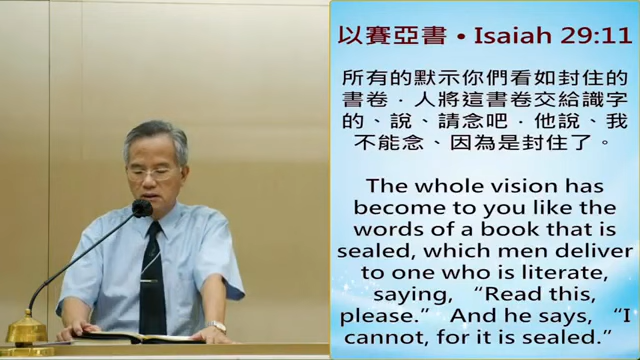 以賽亞書 • Isaiah 29:11
所有的默示你們看如封住的
書卷．人將這書卷交給識字
的、說、請念吧．他說、我
不能念、因為是封住了。
The whole vision has
become to you like the
words of a book that is
sealed, which men deliver
to one who is literate,
saying, “Read this,
please.” And he says, “I
cannot, for it is sealed.”